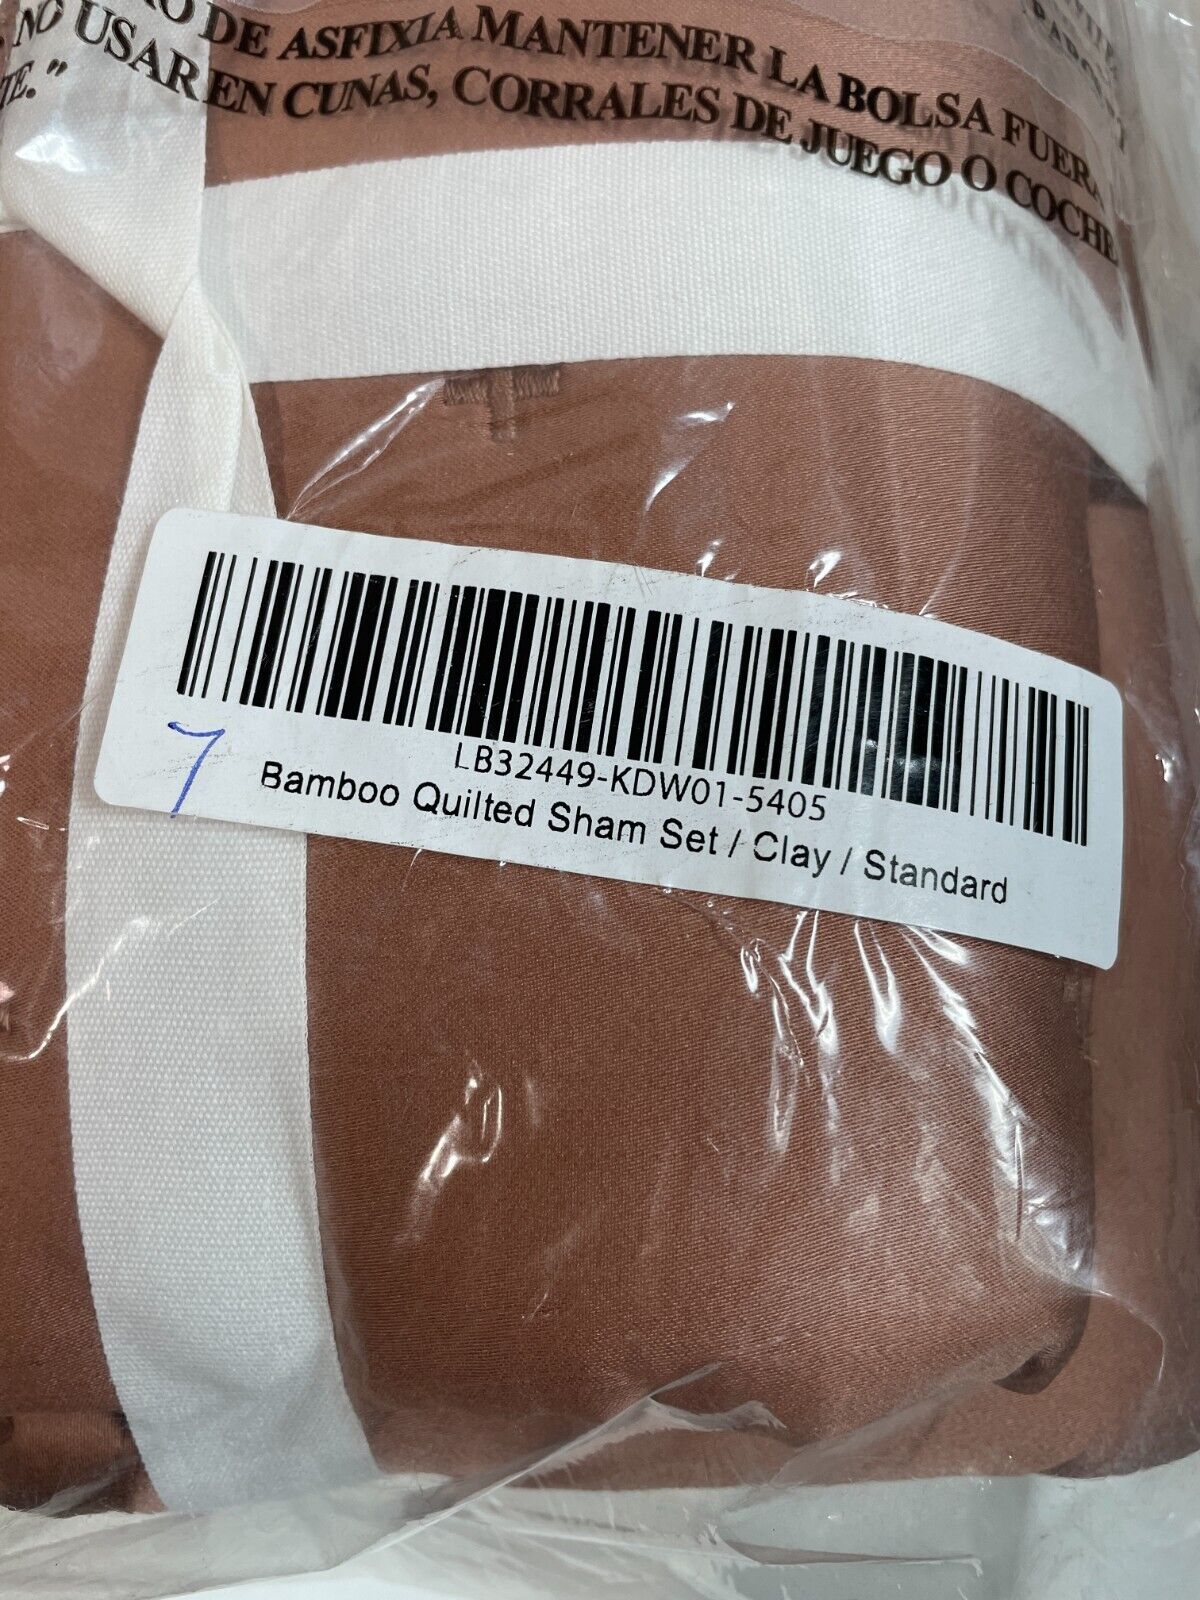 DE ASFIXIA MANTENER LA BOLSA FUERA
NO USAR EN CUNAS, CORRALES DE JUEGO O COCHE
TE."
LB32449-KDW01-5405
7
Bamboo Quilted Sham Set / Clay / Standard